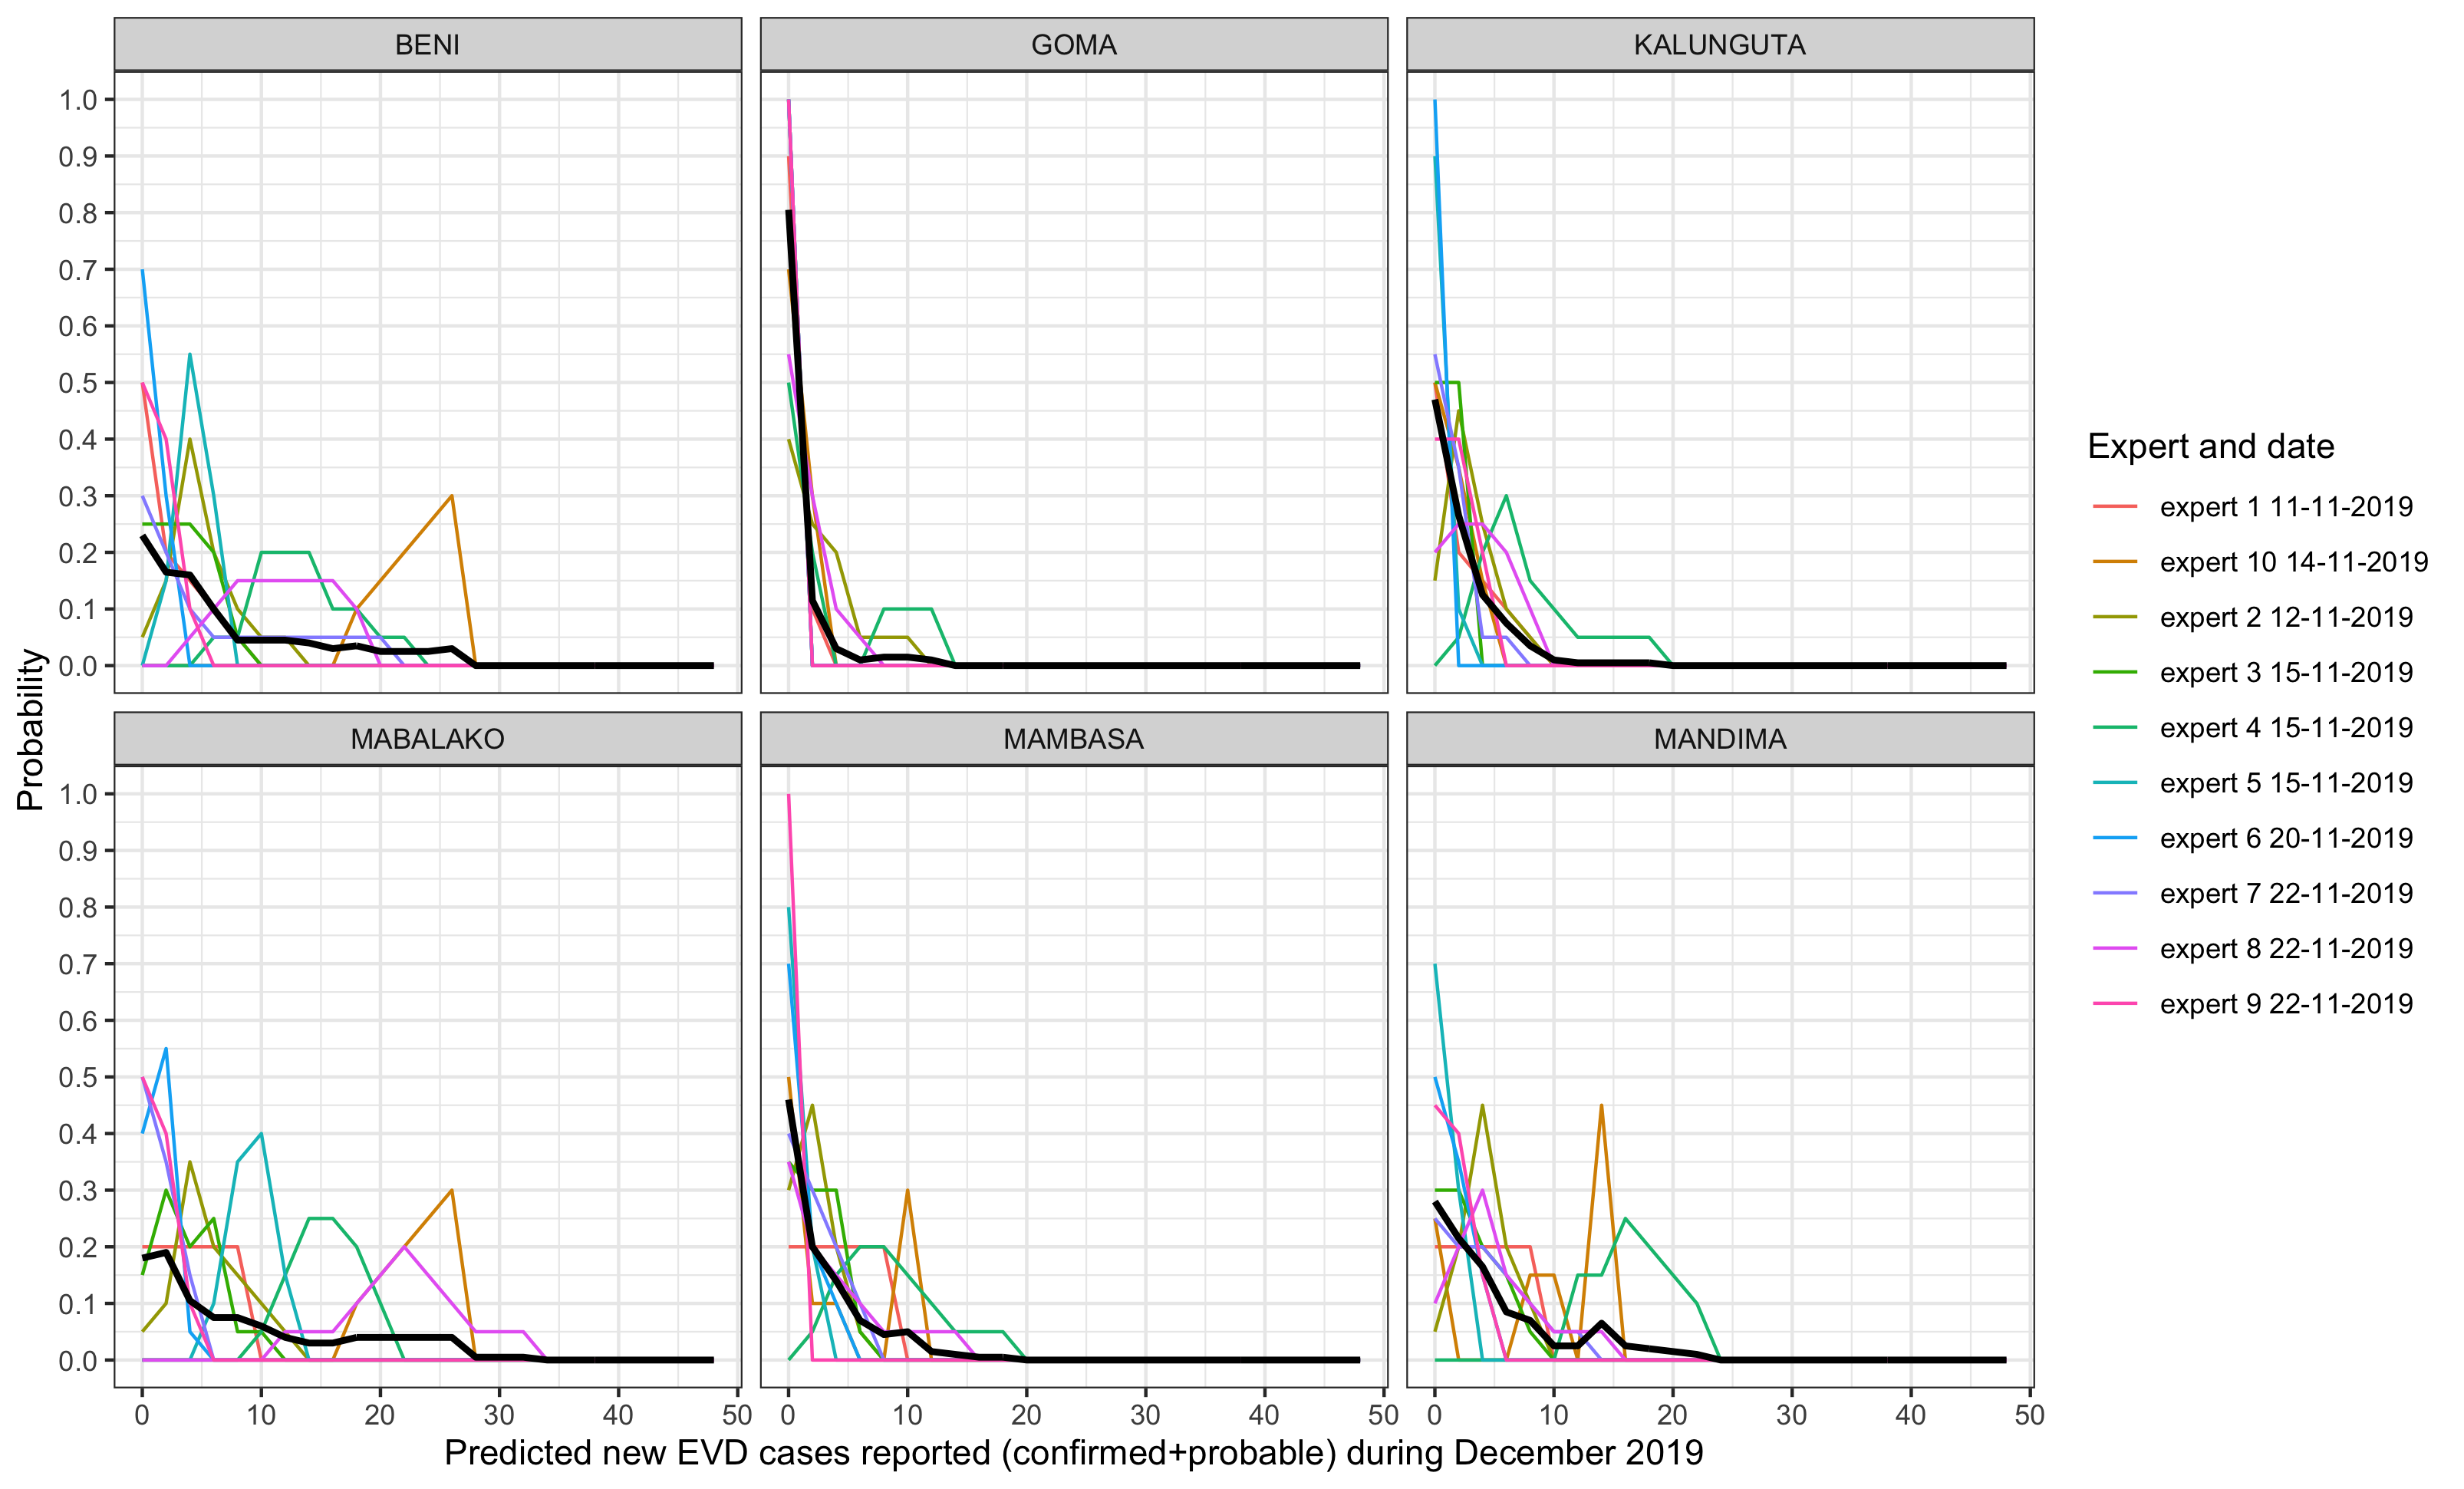 BENI
GOMA
KALUNGUTA
1.0
0.9
0.8
0.7
0.6
0.5
0.4
0.3
0.2
0.1
0.0
MABALAKO
MAMBASA
MANDIMA
1.0
0.9
0.8
0.7
0.6
0.5
0.4
0.3
0.2
0.1
0.0
0 10 20 30 40 50
0 10 20 30 40 50
0 10 20 30 40 50
Probability
Predicted new EVD cases reported (confirmed+probable) during December 2019
Expert and date
expert 1 11-11-2019
expert 10 14-11-2019
expert 2 12-11-2019
expert 3 15-11-2019
expert 4 15-11-2019
expert 5 15-11-2019
expert 6 20-11-2019
expert 7 22-11-2019
expert 8 22-11-2019
expert 9 22-11-2019